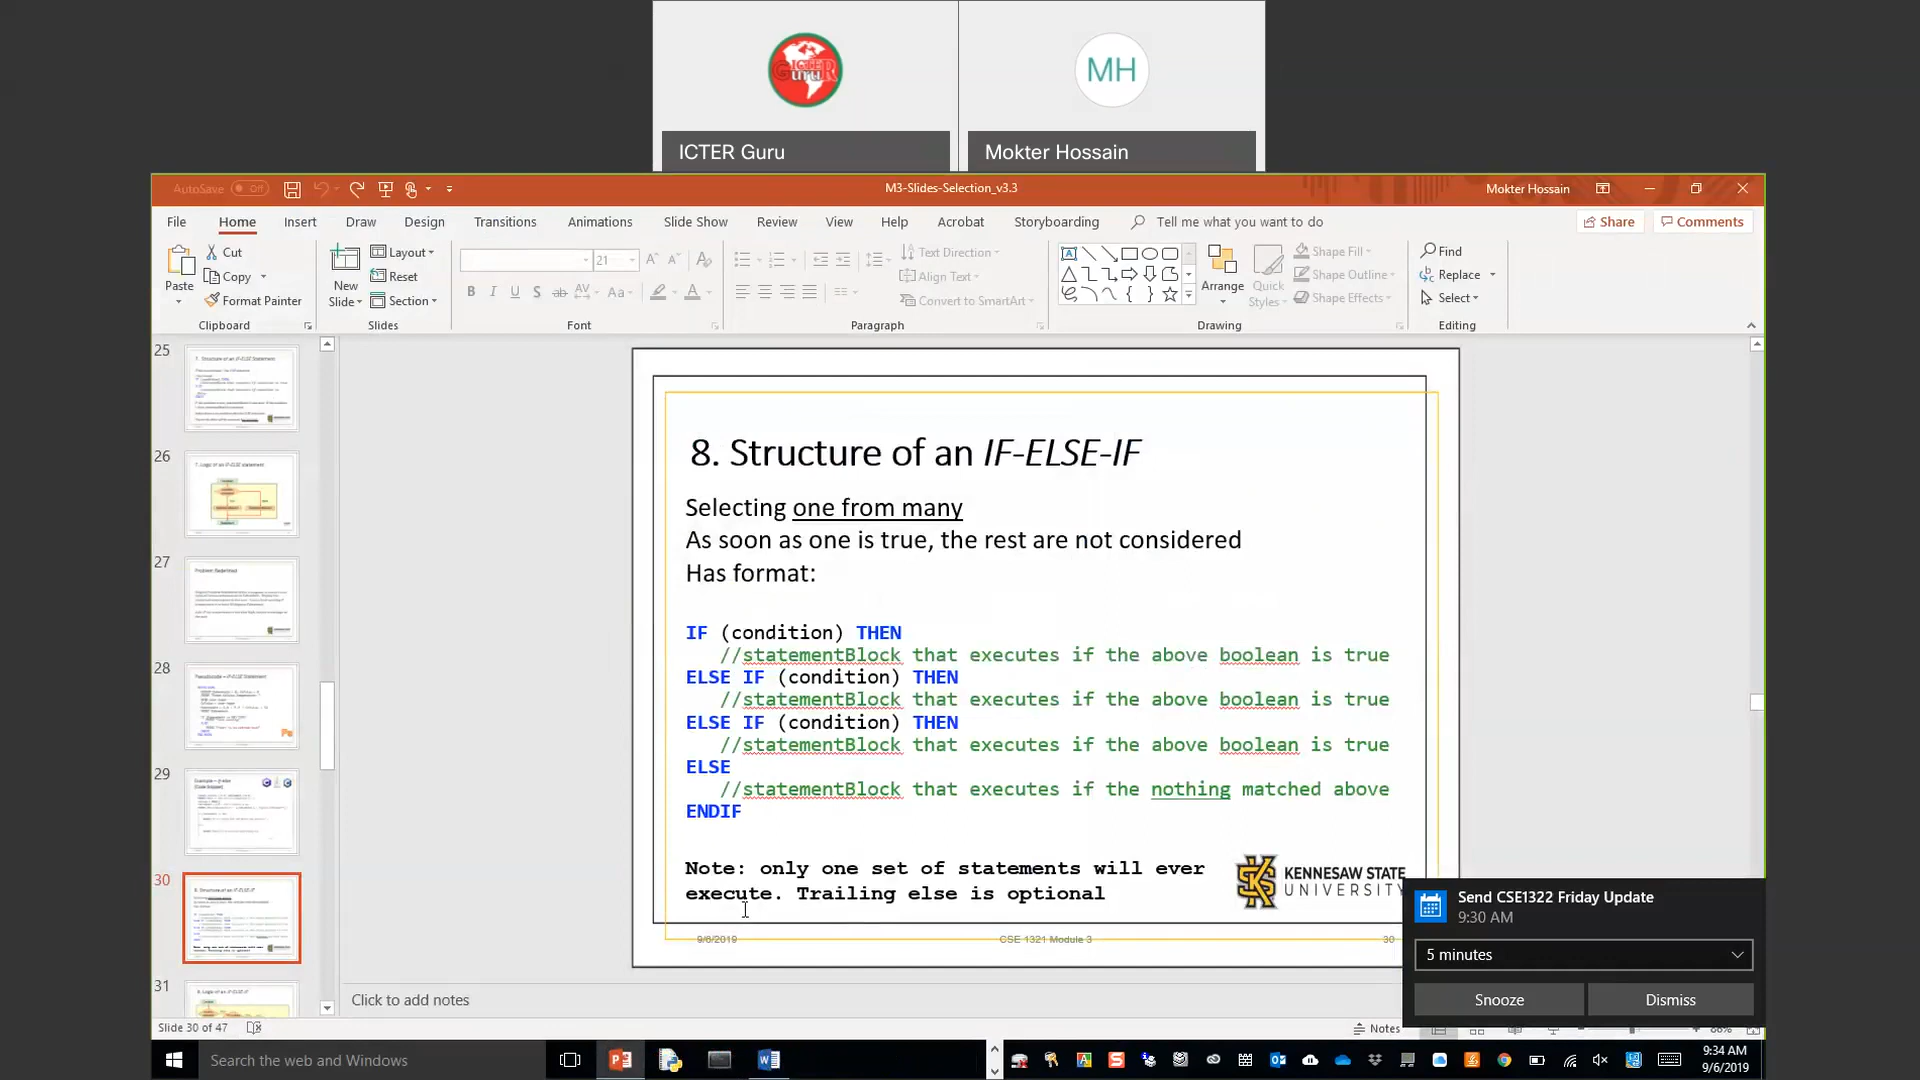 MH
ICTER Guru
Mokter Hossain
AutoSave Off
M3-Slides-Selection_v3.3
Mokter Hossain
File Home Insert Draw Design Transitions Animations Slide Show Review View Help Acrobat Storyboarding Tell me what you want to do
Share Comments
Paste
Cut
Copy
Format Painter
Clipboard
New
Slide
Layout
Reset
Section
Slides
21
Font
Text Direction
Align Text
Convert to SmartArt
Paragraph
Arrange
Quick
Styles
Shape Fill
Shape Outline
Shape Effects
Drawing
Find
Replace
Select
Editing
25
26
27
28
29
30
31
8. Structure of an IF-ELSE-IF
Selecting one from many
As soon as one is true, the rest are not considered
Has format:
IF (condition) THEN
//statementBlock that executes if the above boolean is true
ELSE IF (condition) THEN
//statementBlock that executes if the above boolean is true
ELSE IF (condition) THEN
//statementBlock that executes if the above boolean is true
ELSE
//statementBlock that executes if the nothing matched above
ENDIF
Note: only one set of statements will ever
execute. Trailing else is optional
KENNESAW STATE
UNIVERSITY
9/6/2019
CSE 1321 Module 3
30
Send CSE1322 Friday Update
9:30 AM
5 minutes
Snooze
Dismiss
Click to add notes
Slide 30 of 47
Notes
86%
Search the web and Windows
9:34 AM
9/6/2019